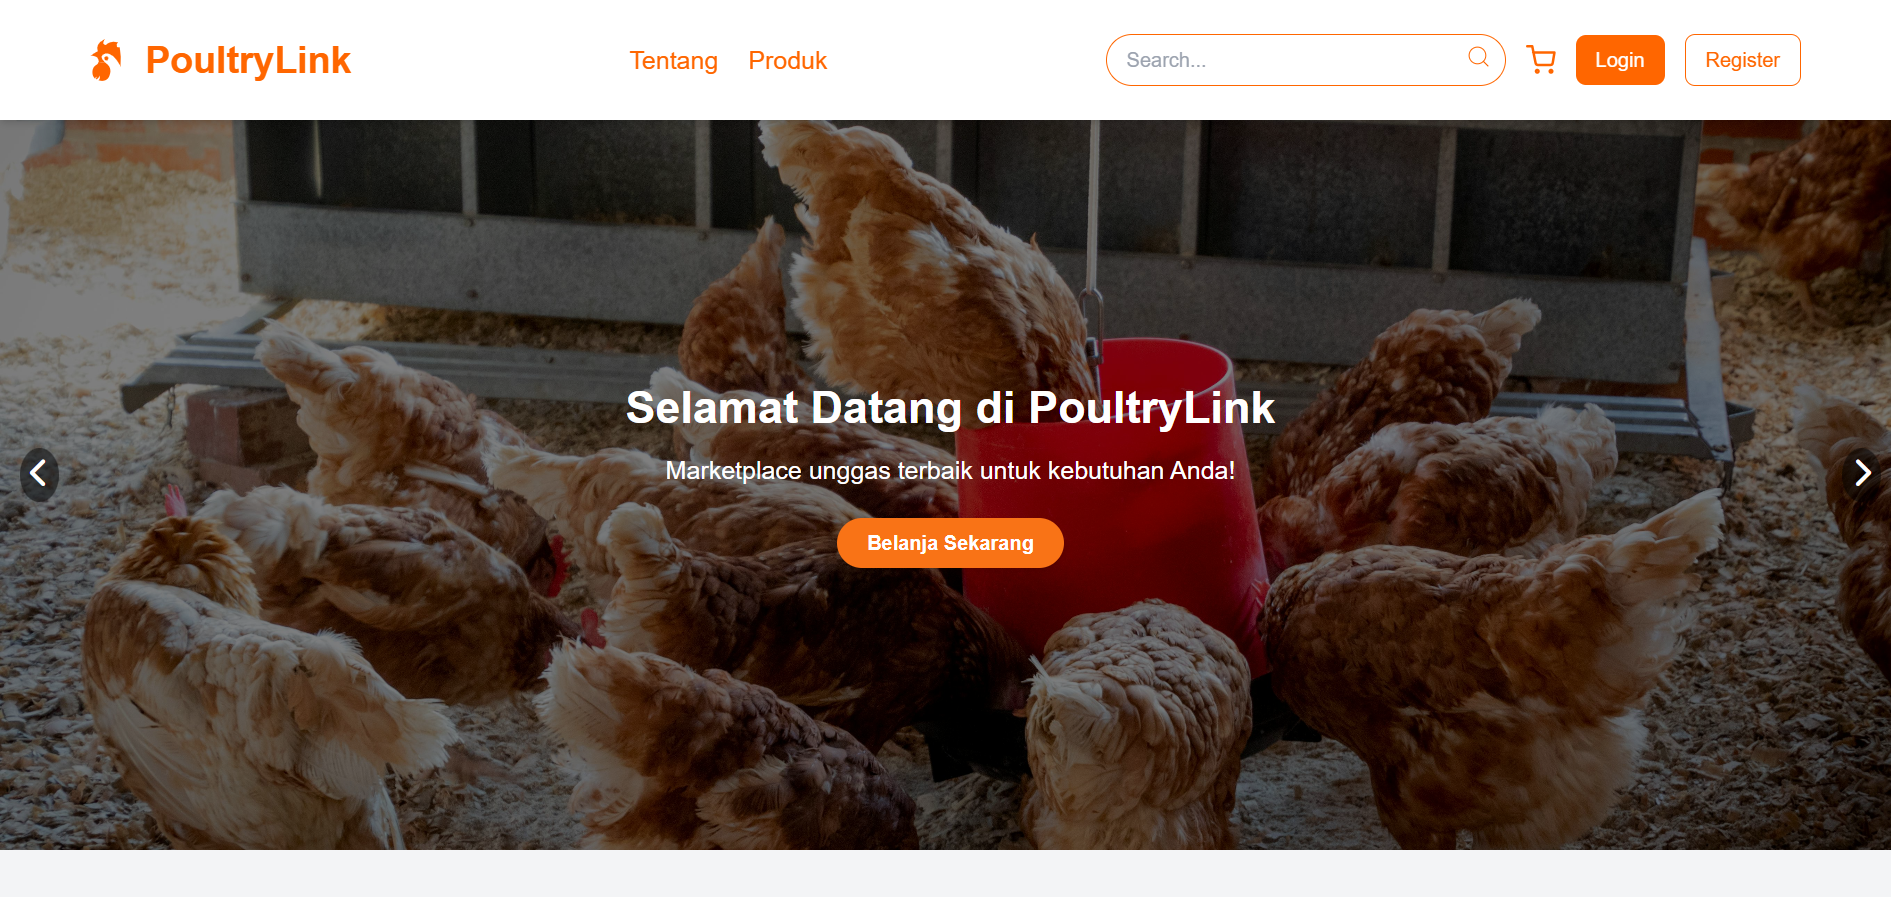 PoultryLink
Tentang
Produk
Search...
Login
Register
Selamat Datang di PoultryLink
Marketplace unggas terbaik untuk kebutuhan Anda!
Belanja Sekarang